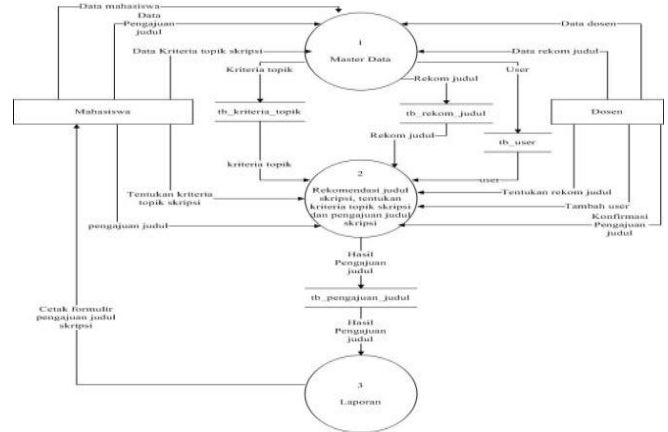 Data mahasiswa
Data
Pengajuan
judul
Data Kriteria topik skripsi
1
Master Data
Data dosen
Data rekom judul
Kriteria topik
Rekom judul
User
Mahasiswa
tb_kriteria_topik
tb_rekom_judul
Dosen
Rekom judul
tb_user
kriteria topik
user
2
Rekomendasi judul
skripsi, tentukan
kriteria topik skripsi
dan pengajuan judul
skripsi
Tentukan kriteria
topik skripsi
pengajuan judul
Tentukan rekom judul
Tambah user
Konfirmasi
Pengajuan
judul
Hasil
Pengajuan
judul
tb_pengajuan_judul
Hasil
Pengajuan
judul
Cetak formulir
pengajuan judul
skripsi
3
Laporan